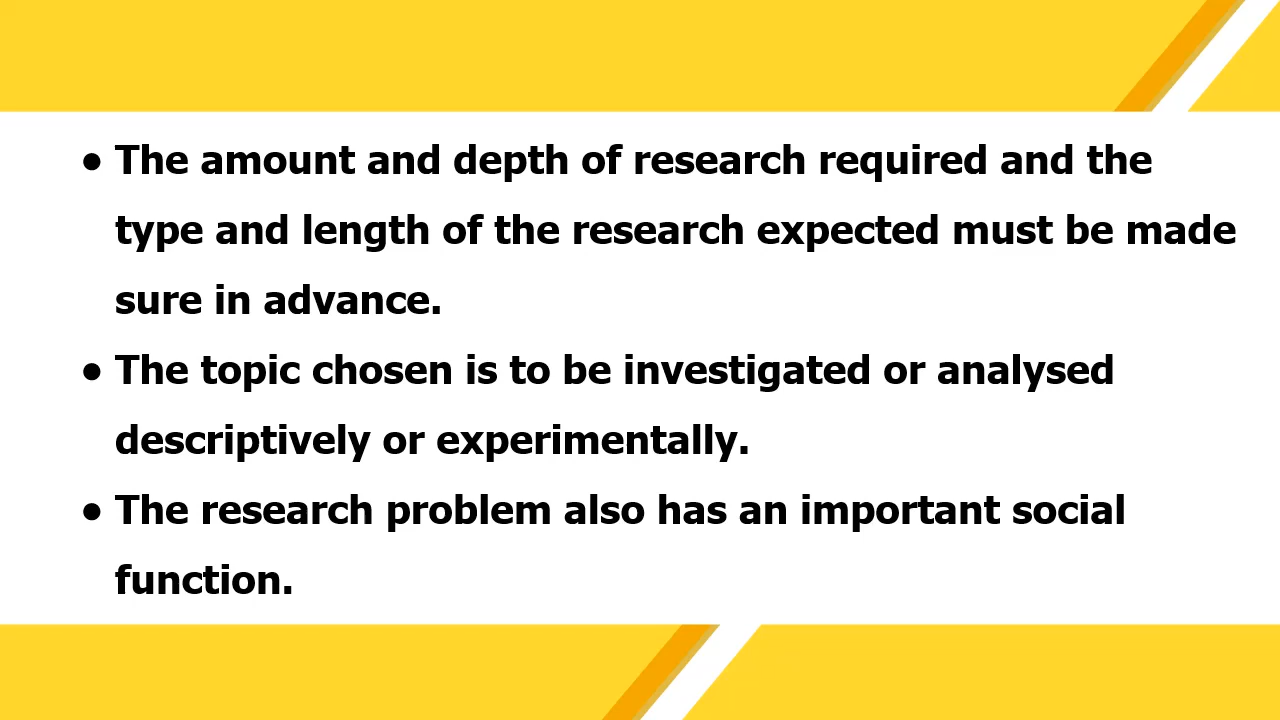 ● The amount and depth of research required and the
type and length of the research expected must be made
sure in advance.
● The topic chosen is to be investigated or analysed
descriptively or experimentally.
● The research problem also has an important social
function.